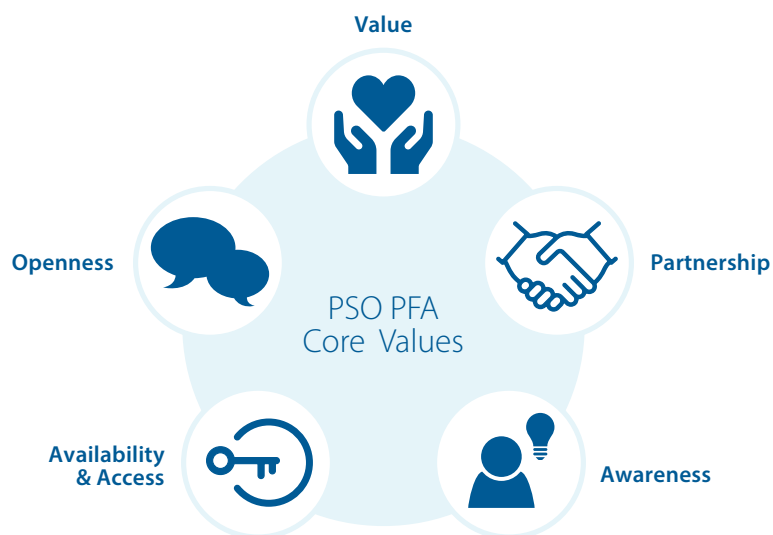 Value
Openness
Partnership
PSO PFA
Core Values
Availability
& Access
Awareness